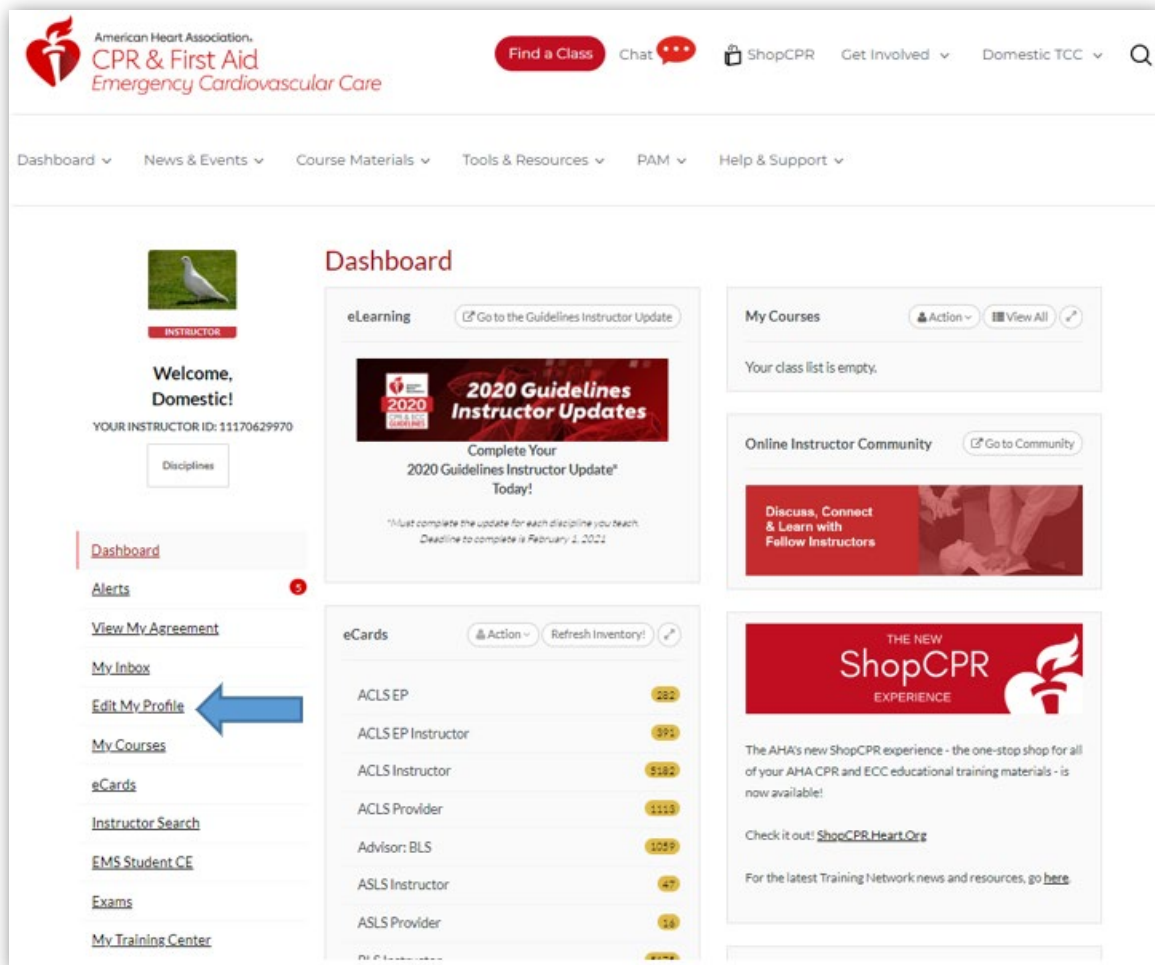 American Heart Association.
CPR & First Aid
Emergency Cardiovascular Care
Find a Class
Chat
ShopCPR
Get Involved
Domestic TCC
Dashboard
News & Events
Course Materials
Tools & Resources
PAM
Help & Support
INSTRUCTOR
Welcome,
Domestic!
YOUR INSTRUCTOR ID: 11170629970
Disciplines
Dashboard
Alerts 5
View My Agreement
My Inbox
Edit My Profile
My Courses
eCards
Instructor Search
EMS Student CE
Exams
My Training Center
Dashboard
eLearning
Go to the Guidelines Instructor Update
2020
CPR & ECC
GUIDELINES
2020 Guidelines
Instructor Updates
Complete Your
2020 Guidelines Instructor Update*
Today!
*Must complete the update for each discipline you teach.
Deadline to complete is February 1, 2021
eCards
Action
Refresh Inventory!
ACLS EP 282
ACLS EP Instructor 391
ACLS Instructor 5182
ACLS Provider 1113
Advisor: BLS 1059
ASLS Instructor 47
ASLS Provider 16
My Courses
Action
View All
Your class list is empty.
Online Instructor Community
Go to Community
Discuss, Connect
& Learn with
Fellow Instructors
THE NEW
ShopCPR
EXPERIENCE
The AHA's new ShopCPR experience - the one-stop shop for all
of your AHA CPR and ECC educational training materials - is
now available!
Check it out! ShopCPR.Heart.Org
For the latest Training Network news and resources, go here.